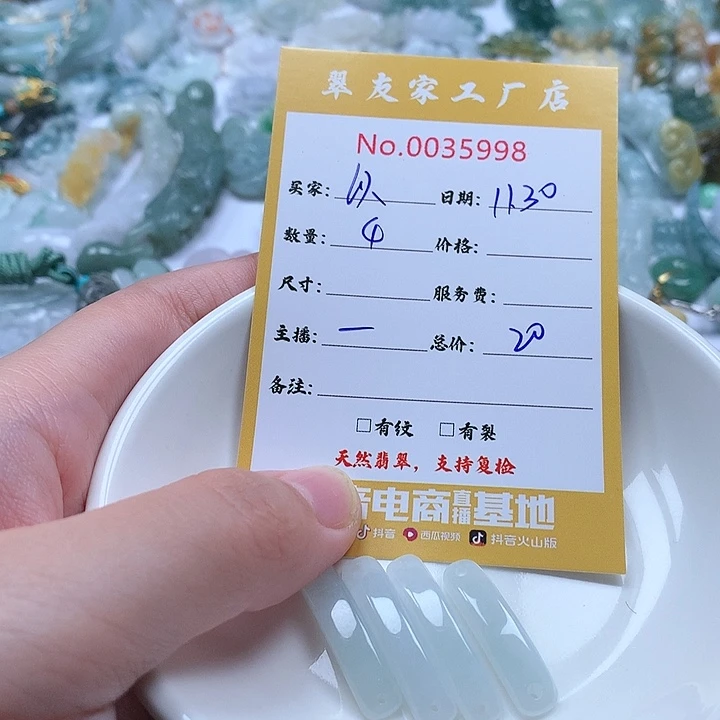 翠友家工厂店
No.0035998
买家: 日期: 11.30
数量: 4 价格:
尺寸: 服务费:
主播: 一 总价: 20
备注:
□有纹 □有裂
天然翡翠，支持复检
电商直播基地
抖音 西瓜视频 抖音火山版